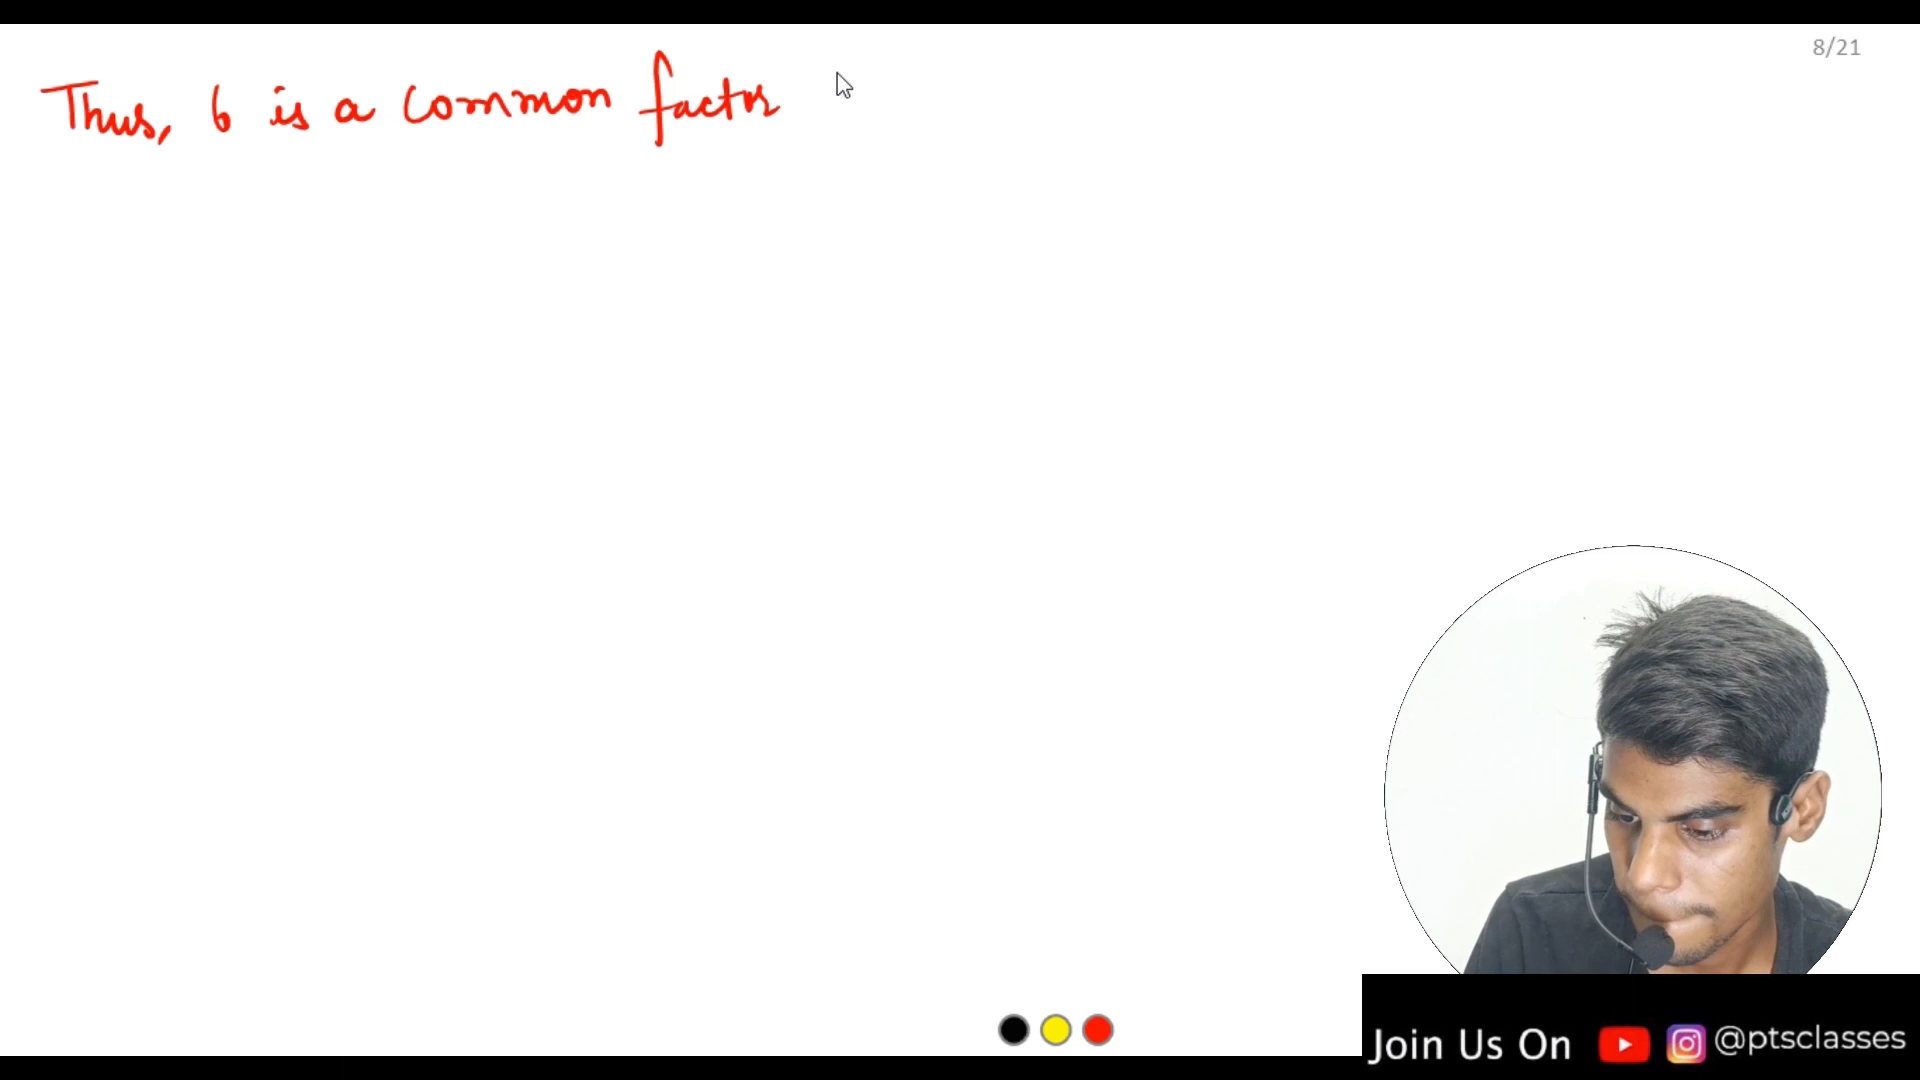 8/21
Thus, 6 is a common factor
Join Us On @ptsclasses